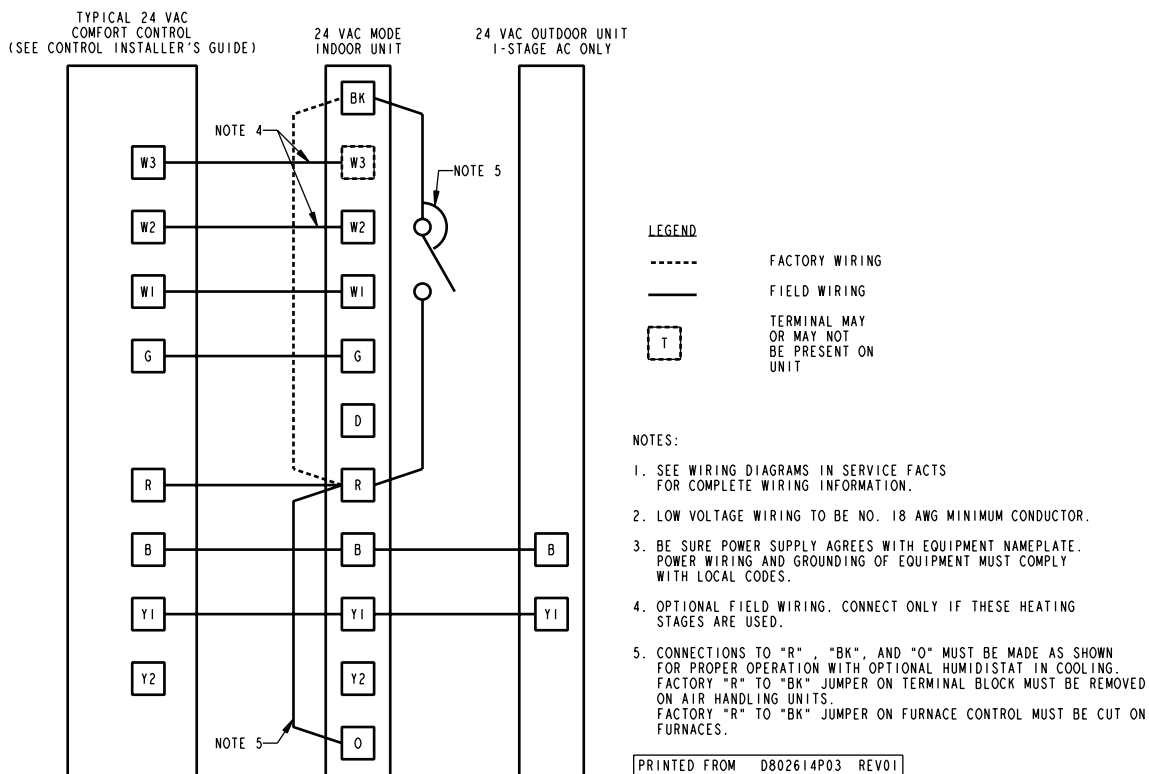 TYPICAL 24 VAC
COMFORT CONTROL
(SEE CONTROL INSTALLER'S GUIDE)
24 VAC MODE
INDOOR UNIT
24 VAC OUTDOOR UNIT
1-STAGE AC ONLY
BK
NOTE 4
W3
W3
NOTE 5
W2
W2
W1
W1
G
G
D
R
R
B
B
B
Y1
Y1
Y1
Y2
Y2
NOTE 5
O
LEGEND
FACTORY WIRING
FIELD WIRING
T
TERMINAL MAY
OR MAY NOT
BE PRESENT ON
UNIT
NOTES:
1. SEE WIRING DIAGRAMS IN SERVICE FACTS
FOR COMPLETE WIRING INFORMATION.
2. LOW VOLTAGE WIRING TO BE NO. 18 AWG MINIMUM CONDUCTOR.
3. BE SURE POWER SUPPLY AGREES WITH EQUIPMENT NAMEPLATE.
POWER WIRING AND GROUNDING OF EQUIPMENT MUST COMPLY
WITH LOCAL CODES.
4. OPTIONAL FIELD WIRING. CONNECT ONLY IF THESE HEATING
STAGES ARE USED.
5. CONNECTIONS TO "R" , "BK", AND "O" MUST BE MADE AS SHOWN
FOR PROPER OPERATION WITH OPTIONAL HUMIDISTAT IN COOLING.
FACTORY "R" TO "BK" JUMPER ON TERMINAL BLOCK MUST BE REMOVED
ON AIR HANDLING UNITS.
FACTORY "R" TO "BK" JUMPER ON FURNACE CONTROL MUST BE CUT ON
FURNACES.
PRINTED FROM D802614P03 REV01